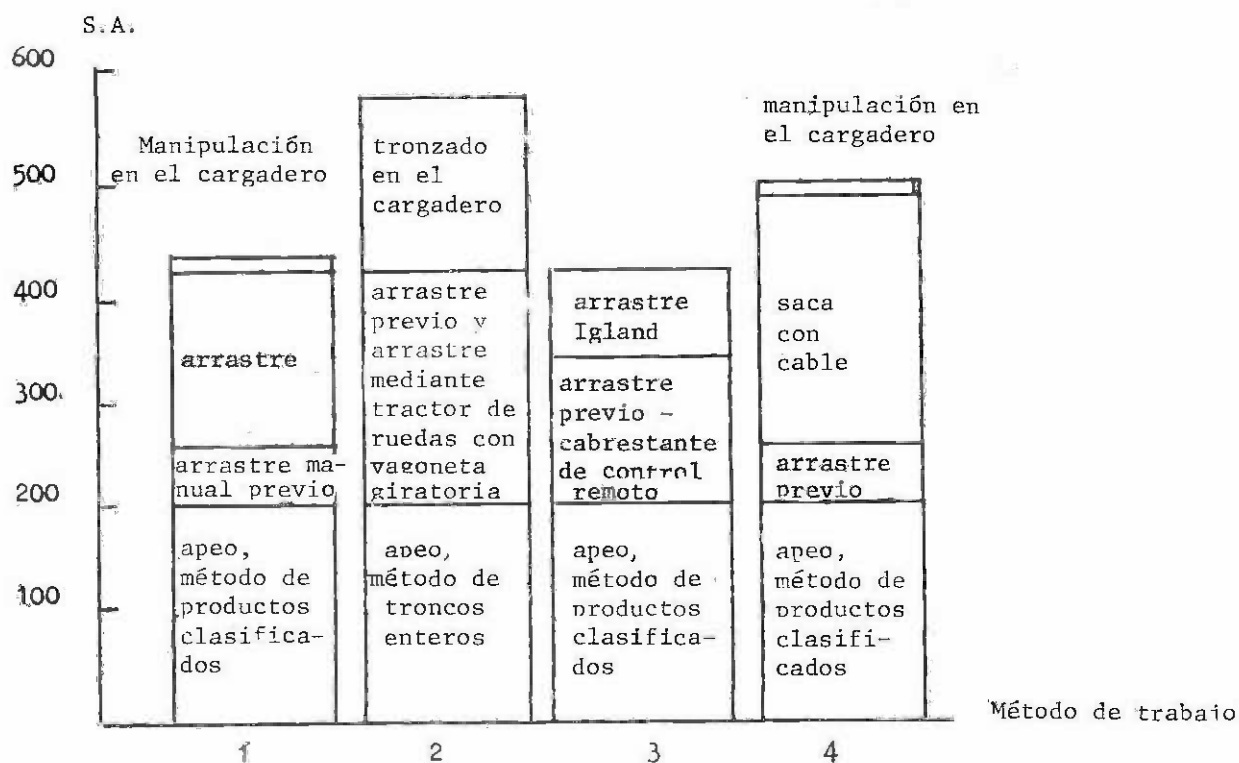 S.A.
600
500
400
300.
200
100
Manipulación
en el cargadero
arrastre
arrastre ma-
nual previo
apeo,
método de
productos
clasifica-
dos
tronzado
en el
cargadero
arrastre
previo y
arrastre
mediante
tractor de
ruedas con
vagoneta
giratoria
apeo,
método de
troncos
enteros
arrastre
Igland
arrastre
previo -
cabrestante
de control
remoto
apeo,
método de
productos
clasifica-
dos
manipulación en
el cargadero
saca
con
cable
arrastre
previo
apeo,
método de
productos
clasifi-
cados
1
2
3
4
Método de trabajo